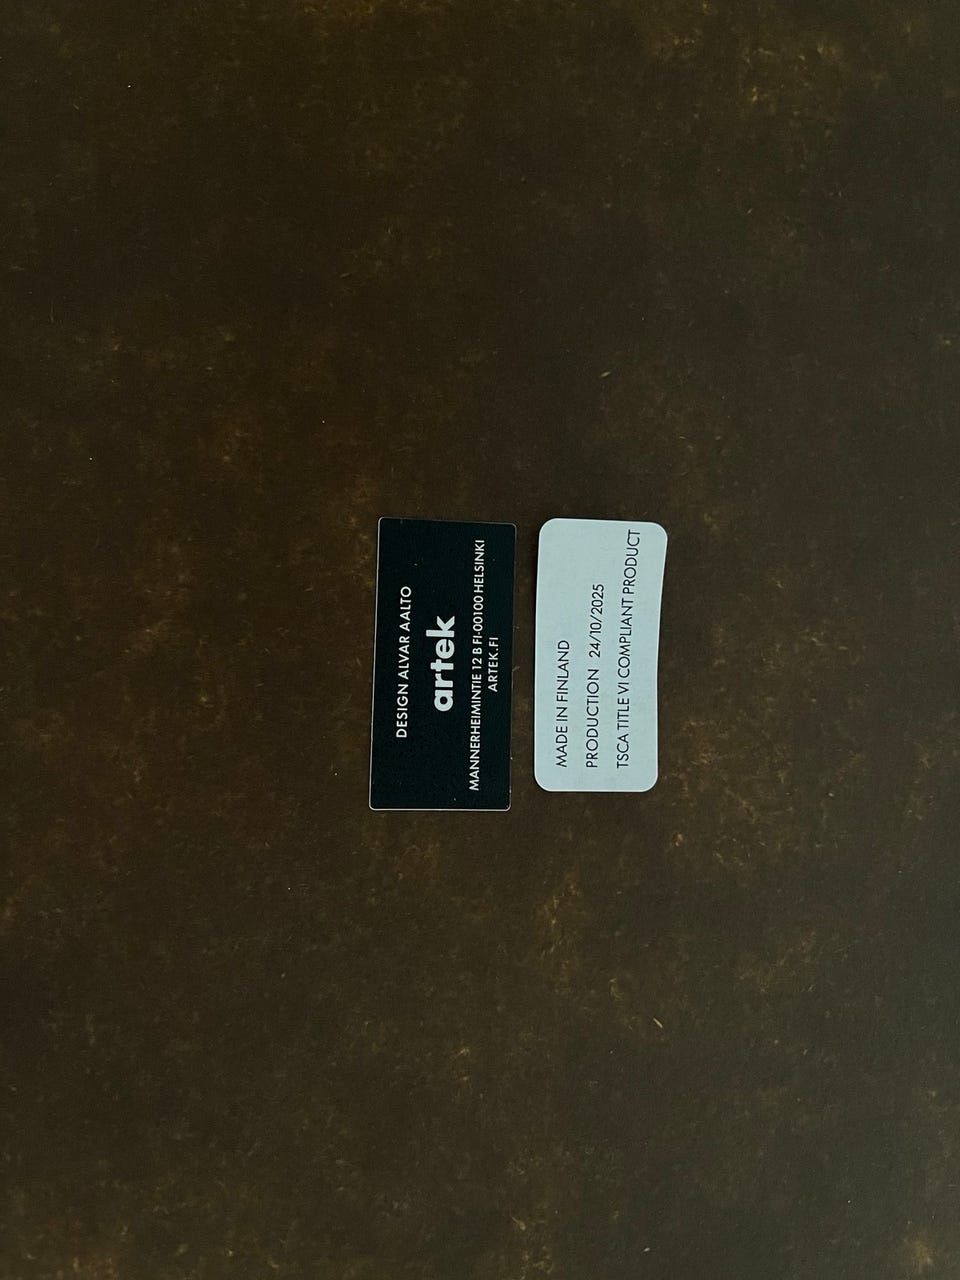 DESIGN ALVAR AALTO
artek
MANNERHEIMINTIE 12 B FI-00100 HELSINKI
ARTEK.FI
MADE IN FINLAND
PRODUCTION 24/10/2025
TSCA TITLE VI COMPLIANT PRODUCT